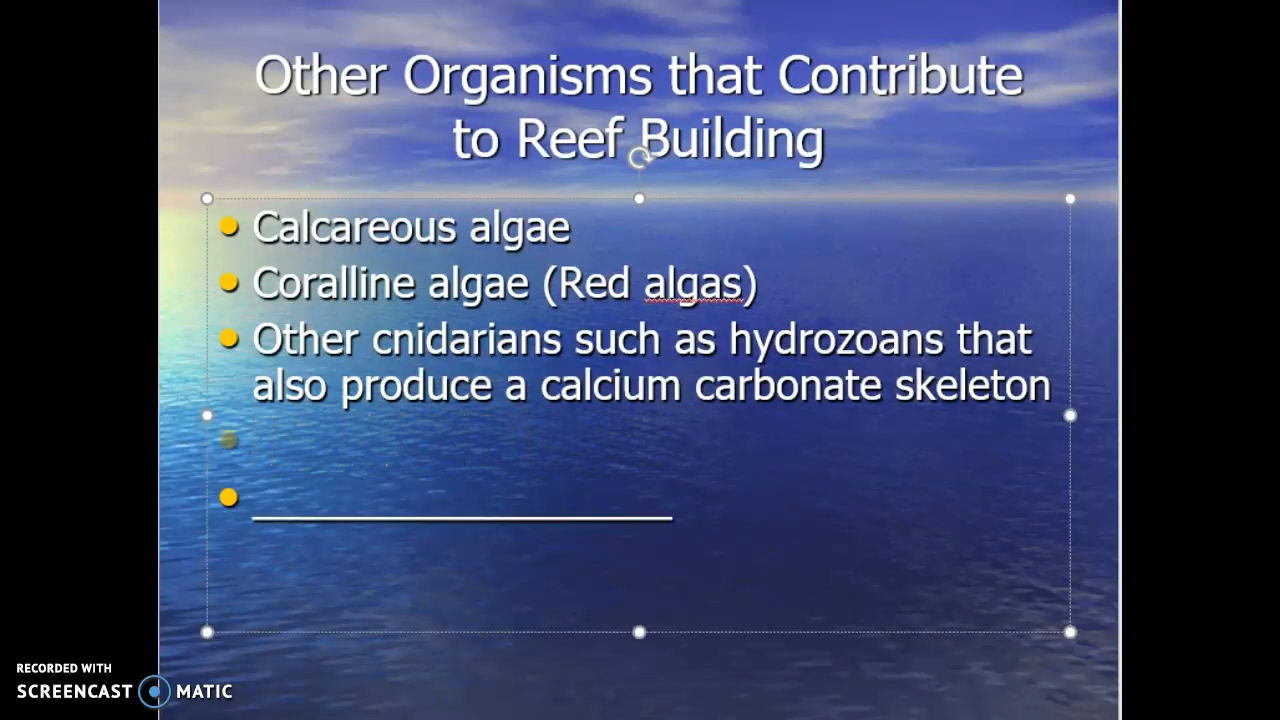 Other Organisms that Contribute
to Reef Building
Calcareous algae
Coralline algae (Red algas)
Other cnidarians such as hydrozoans that
also produce a calcium carbonate skeleton
____________________
RECORDED WITH
SCREENCAST MATIC